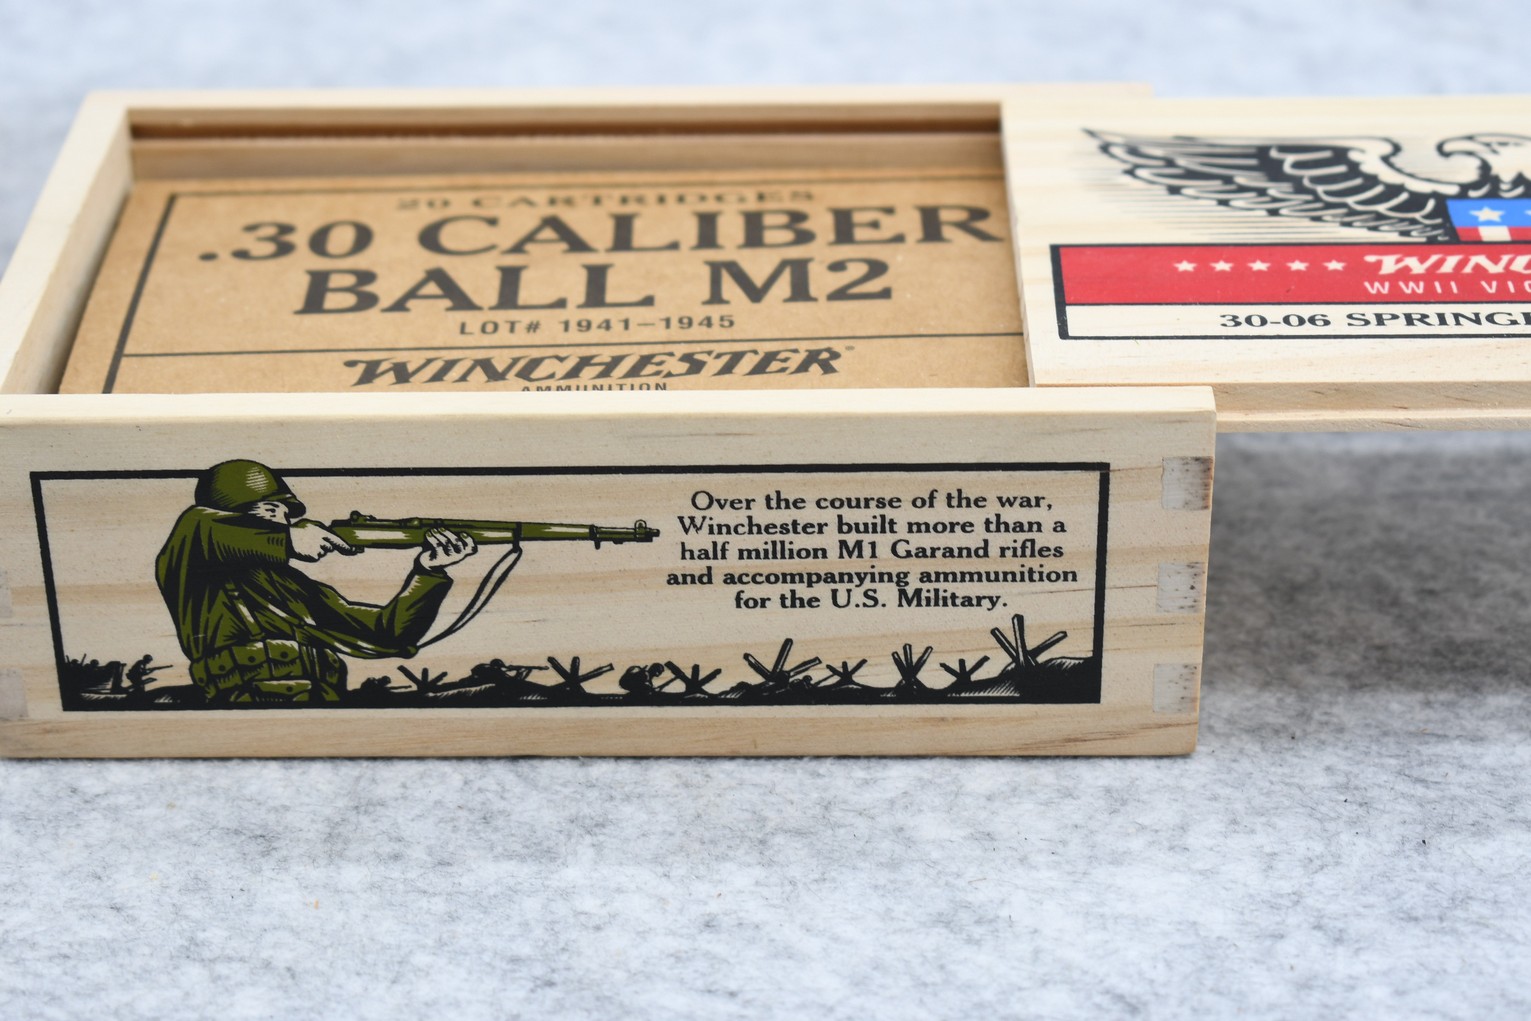 20 CARTRIDGES
.30 CALIBER
BALL M2
LOT# 1941-1945
WINCHESTER®
AMMUNITION
WWII
30-06
Over the course of the war,
Winchester built more than a
half million M1 Garand rifles
and accompanying ammunition
for the U.S. Military.